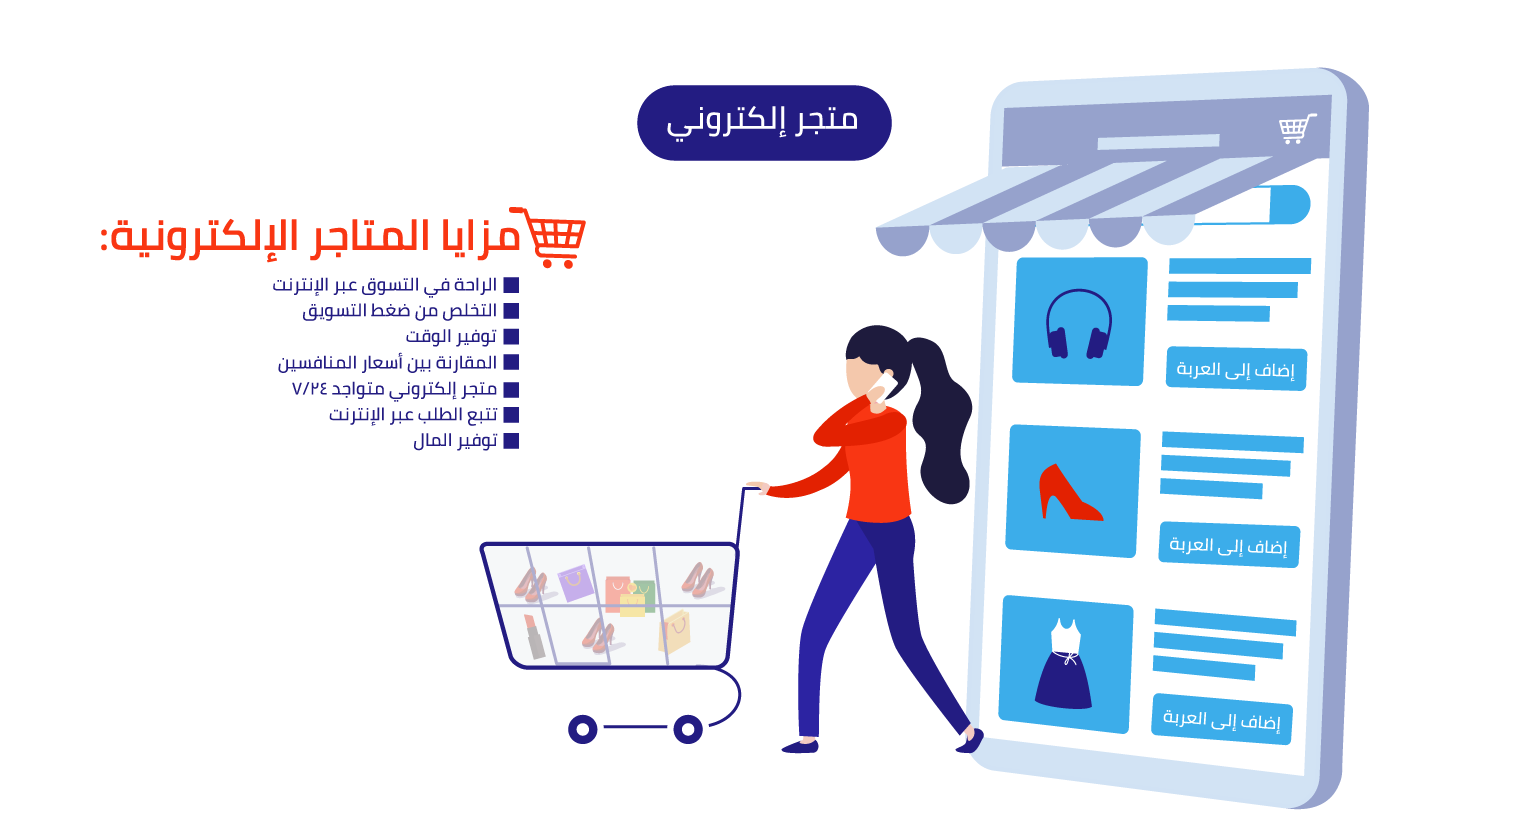 متجر إلكتروني
مزايا المتاجر الإلكترونية:
الراحة في التسوق عبر الإنترنت
التخلص من ضغط التسويق
توفير الوقت
المقارنة بين أسعار المنافسين
متجر إلكتروني متواجد ٧/٢٤
تتبع الطلب عبر الإنترنت
توفير المال
إضاف إلى العربة
إضاف إلى العربة
إضاف إلى العربة